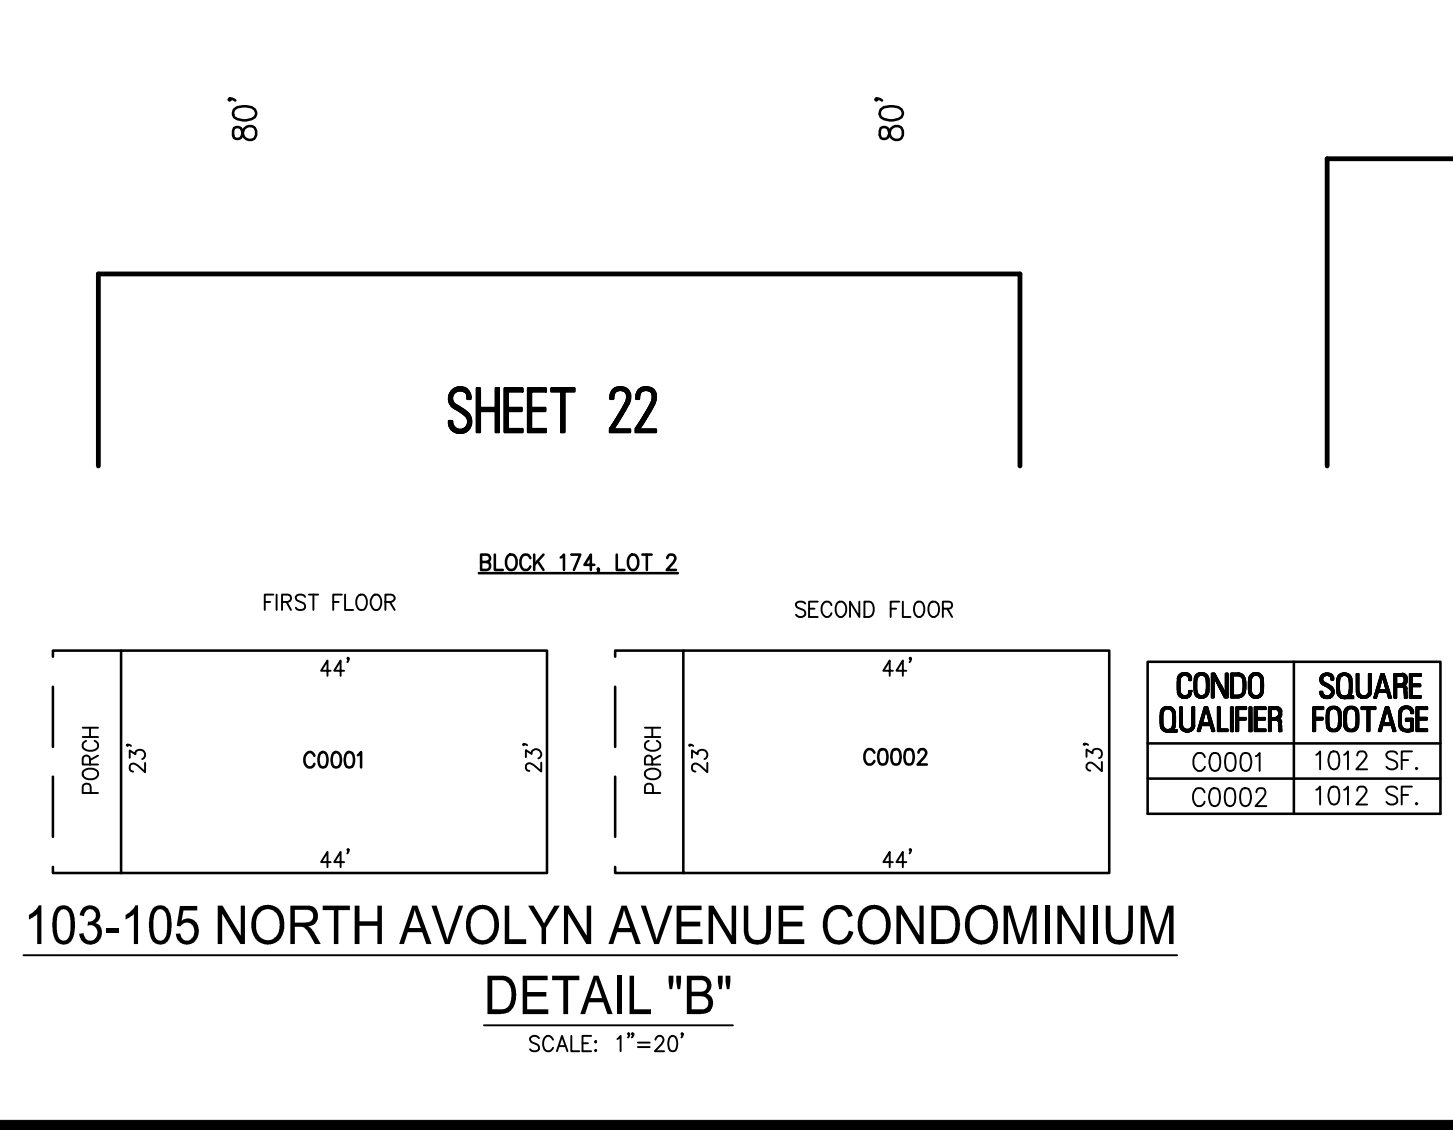 80'
80'
SHEET 22
BLOCK 174, LOT 2
FIRST FLOOR
SECOND FLOOR
44'
PORCH
23'
C0001
23'
44'
44'
PORCH
23'
C0002
23'
44'
CONDO QUALIFIER
SQUARE FOOTAGE
C0001 1012 SF.
C0002 1012 SF.
103-105 NORTH AVOLYN AVENUE CONDOMINIUM
DETAIL "B"
SCALE: 1"=20'